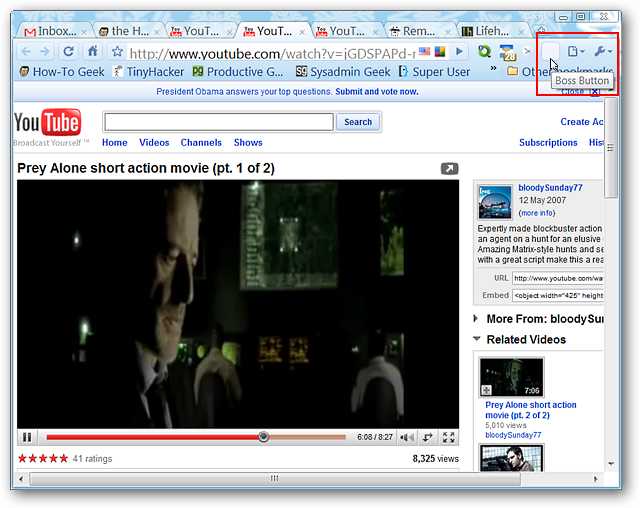 Inbox...
the H...
YouT...
YouT...
YouT...
Rem...
Lifeh...
http://www.youtube.com/watch?v=jGDSPAPd-r
28
How-To Geek
TinyHacker
Productive G...
Sysadmin Geek
Super User
»
Other bookmarks
Boss Button
President Obama answers your top questions. Submit and vote now.
Close
YouTube
Broadcast Yourself ™
Search
Create Ac
Home
Videos
Channels
Shows
Subscriptions
His
Prey Alone short action movie (pt. 1 of 2)
bloodySunday77
12 May 2007
(more info)
Expertly made blockbuster action
an agent on a hunt for an elusive
Amazing Matrix-style hunts and se
with a great script make this a rea
URL
http://www.youtube.com/wa
Embed
<object width="425" height
More From: bloodySun
Related Videos
7:06
Prey Alone short action
movie (pt. 2 of 2)
5,010 views
bloodySunday77
6:08 / 8:27
41 ratings
8,325 views